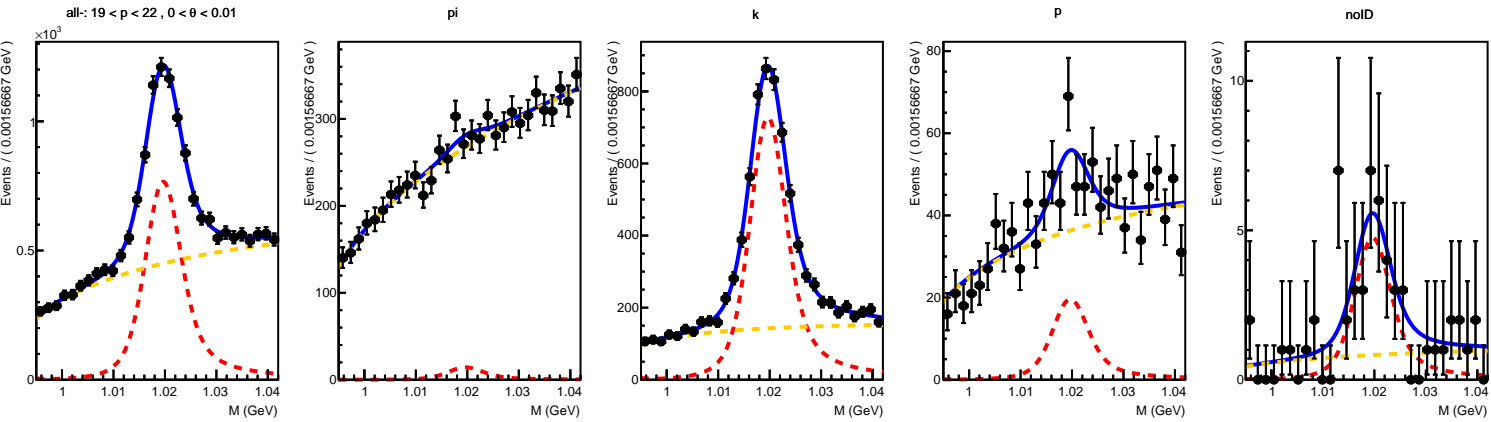 all-: 19 < p < 22 , 0 < θ < 0.01
×10³
Events / ( 0.00156667 GeV )
1
0.5
0
1 1.01 1.02 1.03 1.04
M (GeV)
pi
Events / ( 0.00156667 GeV )
300
200
100
0
1 1.01 1.02 1.03 1.04
M (GeV)
k
Events / ( 0.00156667 GeV )
800
600
400
200
0
1 1.01 1.02 1.03 1.04
M (GeV)
p
Events / ( 0.00156667 GeV )
80
60
40
20
0
1 1.01 1.02 1.03 1.04
M (GeV)
noID
Events / ( 0.00156667 GeV )
10
5
0
1 1.01 1.02 1.03 1.04
M (GeV)